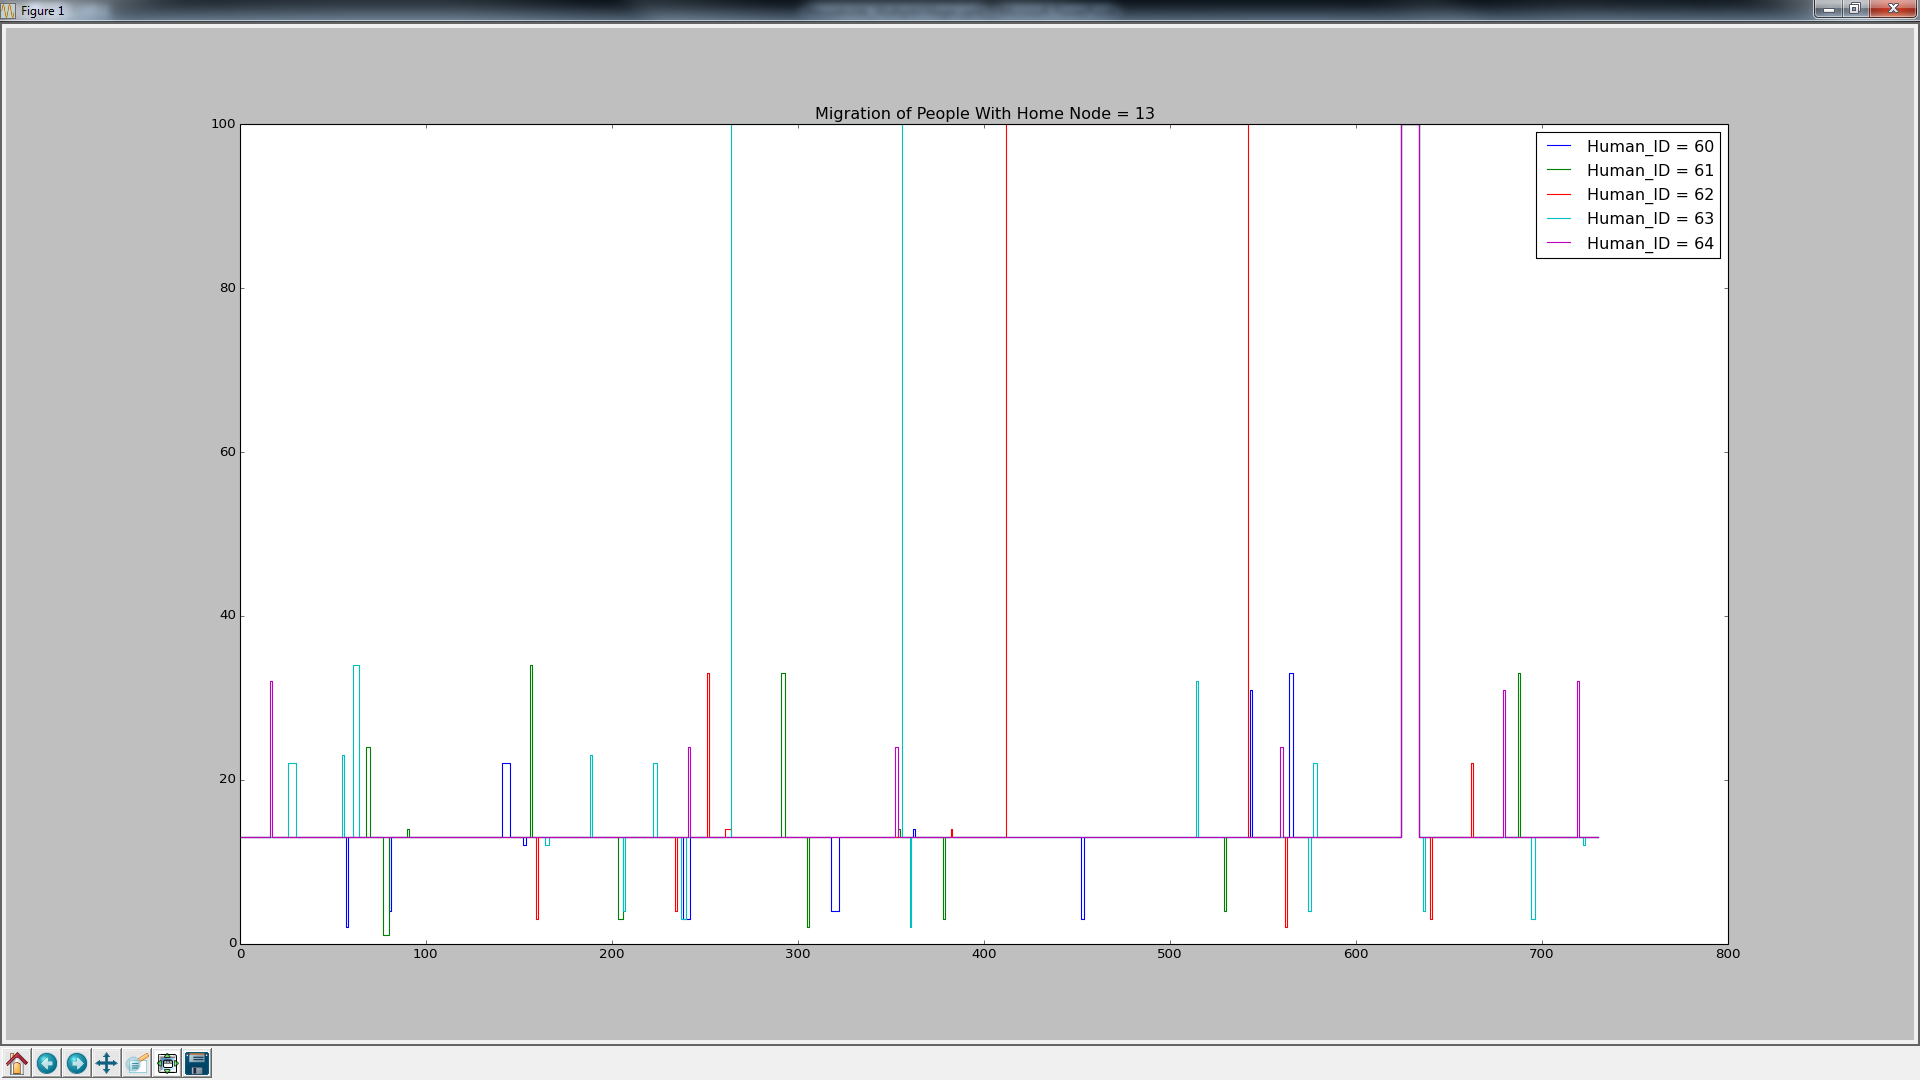 Figure 1
Migration of People With Home Node = 13
100
80
60
40
20
0
Human_ID = 60
Human_ID = 61
Human_ID = 62
Human_ID = 63
Human_ID = 64
0 100 200 300 400 500 600 700 800